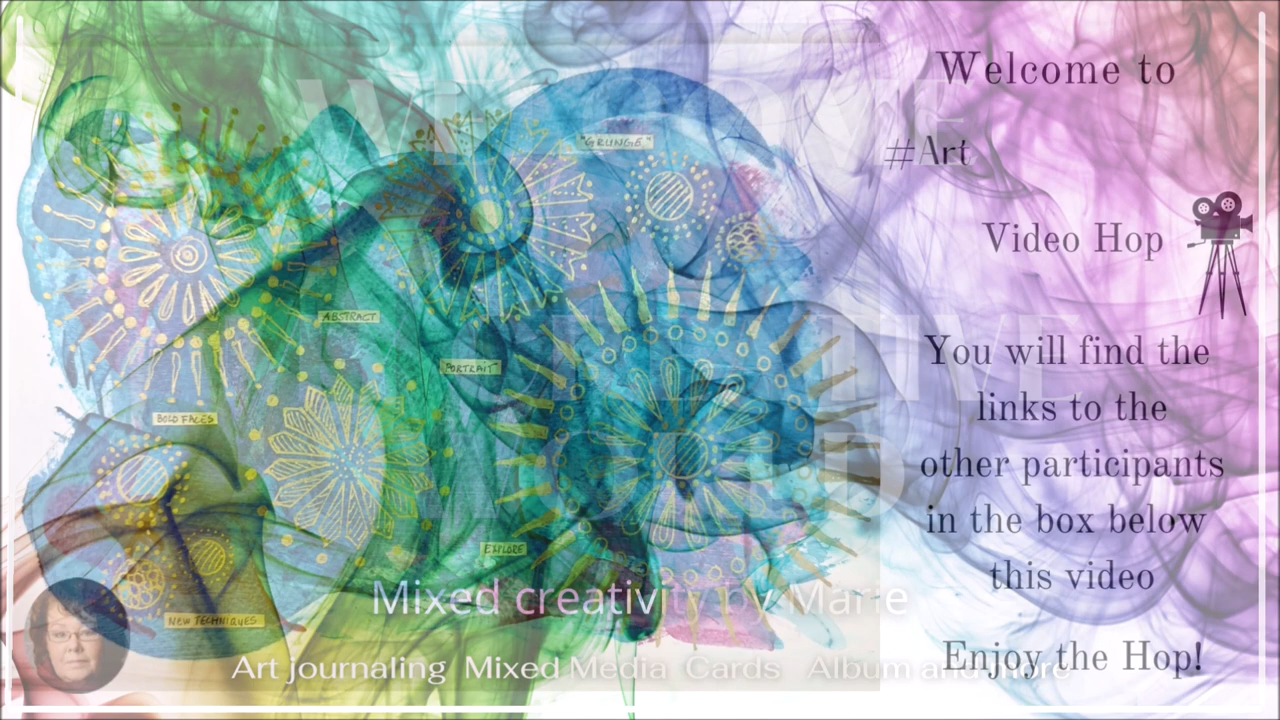 Welcome to
#Art
Video Hop
You will find the
links to the
other participants
in the box below
this video
Enjoy the Hop!
"GRUNGE"
ABSTRACT
PORTRAIT
BOLD FACES
EXPLORE
NEW TECHNIQUES
Mixed creativity by Marie
Art journaling Mixed Media Cards Album and more